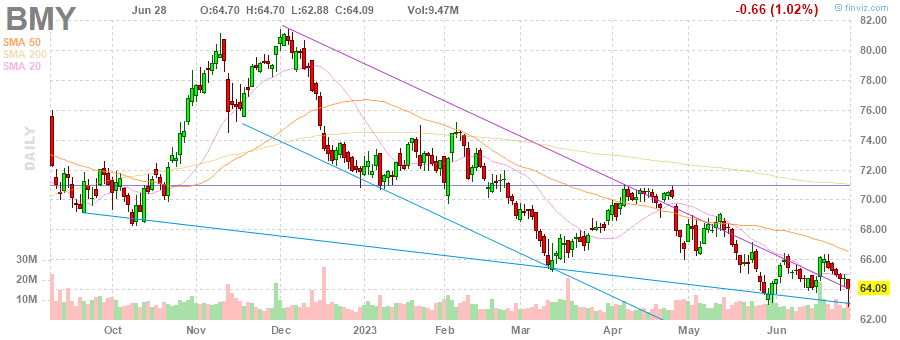 BMY Jun 28 O:64.70 H:64.70 L:62.88 C:64.09 Vol:9.47M -0.66 (1.02%) © finviz.com
SMA 50
SMA 200
SMA 20
DAILY
82.00
80.00
78.00
76.00
74.00
72.00
70.00
68.00
66.00
64.09
62.00
30M
20M
10M
Oct Nov Dec 2023 Feb Mar Apr May Jun